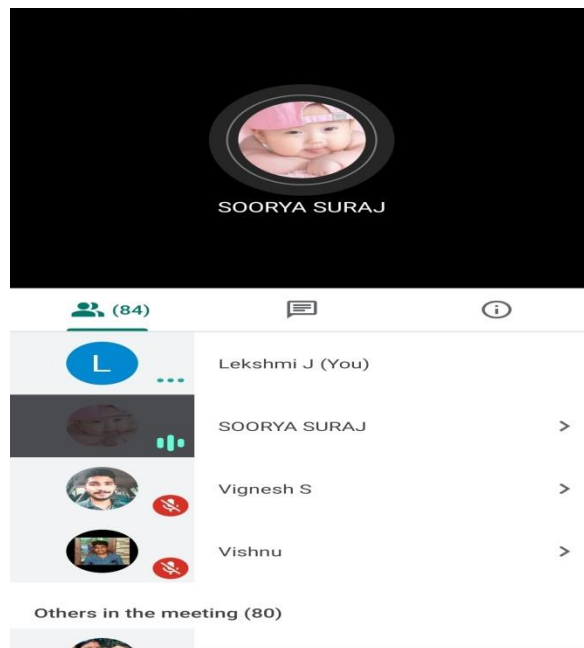 SOORYA SURAJ
(84)
L
Lekshmi J (You)
SOORYA SURAJ
Vignesh S
Vishnu
Others in the meeting (80)